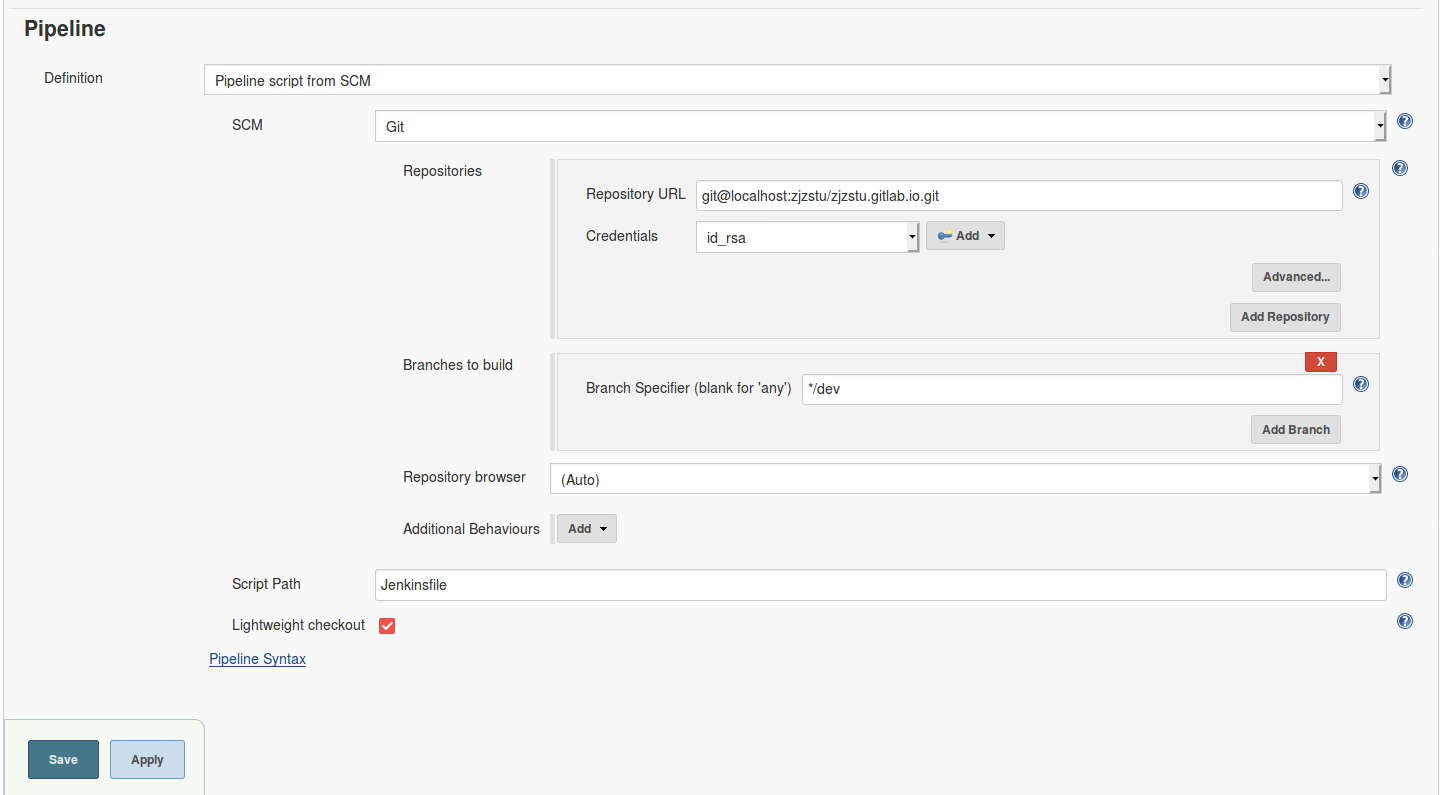 Pipeline
Definition
Pipeline script from SCM
SCM
Git
Repositories
Repository URL
git@localhost:zjzstu/zjzstu.gitlab.io.git
Credentials
id_rsa
Add
Advanced...
Add Repository
Branches to build
X
Branch Specifier (blank for 'any')
*/dev
Add Branch
Repository browser
(Auto)
Additional Behaviours
Add
Script Path
Jenkinsfile
Lightweight checkout
Pipeline Syntax
Save
Apply